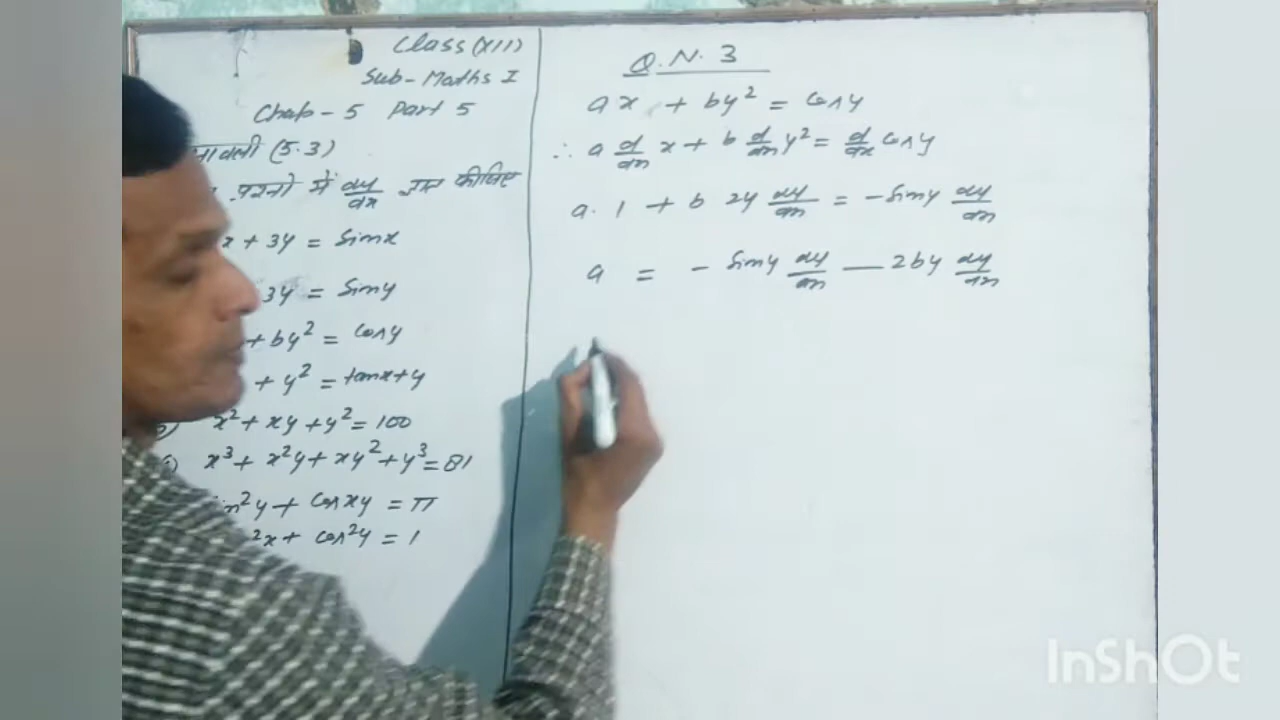 Class (XII)
Sub- Maths I
Chab - 5 Part 5
नावली (5.3)
प्रश्नो में dy/dx ज्ञात कीजिए
x + 3y = Sinx
3y = Siny
+ by² = cosy
+ y² = tanx+y
x² + xy + y² = 100
x³ + x²y + xy² + y³ = 81
in²y + cosxy = π
²x + cos²y = 1
Q.N. 3
ax + by² = cosy
∴ a d/dx x + b d/dx y² = d/dx cosy
a. 1 + b 2y dy/dx = -siny dy/dx
a = - siny dy/dx — 2by dy/dx
InShOt